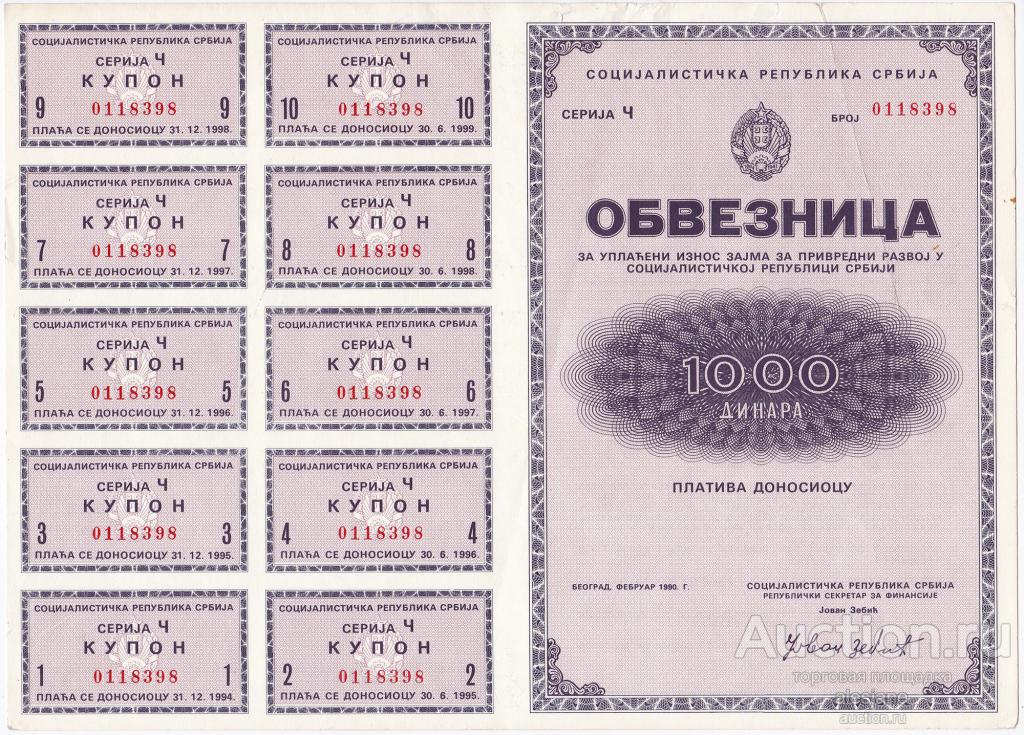 СОЦИЈАЛИСТИЧКА РЕПУБЛИКА СРБИЈА
СЕРИЈА Ч
КУПОН
9 0118398 9
ПЛАЋА СЕ ДОНОСИОЦУ 31. 12. 1998.
СОЦИЈАЛИСТИЧКА РЕПУБЛИКА СРБИЈА
СЕРИЈА Ч
КУПОН
10 0118398 10
ПЛАЋА СЕ ДОНОСИОЦУ 30. 6. 1999.
СОЦИЈАЛИСТИЧКА РЕПУБЛИКА СРБИЈА
СЕРИЈА Ч
КУПОН
7 0118398 7
ПЛАЋА СЕ ДОНОСИОЦУ 31. 12. 1997.
СОЦИЈАЛИСТИЧКА РЕПУБЛИКА СРБИЈА
СЕРИЈА Ч
КУПОН
8 0118398 8
ПЛАЋА СЕ ДОНОСИОЦУ 30. 6. 1998.
СОЦИЈАЛИСТИЧКА РЕПУБЛИКА СРБИЈА
СЕРИЈА Ч
КУПОН
5 0118398 5
ПЛАЋА СЕ ДОНОСИОЦУ 31. 12. 1996.
СОЦИЈАЛИСТИЧКА РЕПУБЛИКА СРБИЈА
СЕРИЈА Ч
КУПОН
6 0118398 6
ПЛАЋА СЕ ДОНОСИОЦУ 30. 6. 1997.
СОЦИЈАЛИСТИЧКА РЕПУБЛИКА СРБИЈА
СЕРИЈА Ч
КУПОН
3 0118398 3
ПЛАЋА СЕ ДОНОСИОЦУ 31. 12. 1995.
СОЦИЈАЛИСТИЧКА РЕПУБЛИКА СРБИЈА
СЕРИЈА Ч
КУПОН
4 0118398 4
ПЛАЋА СЕ ДОНОСИОЦУ 30. 6. 1996.
СОЦИЈАЛИСТИЧКА РЕПУБЛИКА СРБИЈА
СЕРИЈА Ч
КУПОН
1 0118398 1
ПЛАЋА СЕ ДОНОСИОЦУ 31. 12. 1994.
СОЦИЈАЛИСТИЧКА РЕПУБЛИКА СРБИЈА
СЕРИЈА Ч
КУПОН
2 0118398 2
ПЛАЋА СЕ ДОНОСИОЦУ 30. 6. 1995.
СОЦИЈАЛИСТИЧКА РЕПУБЛИКА СРБИЈА
СЕРИЈА Ч БРОЈ 0118398
ОБВЕЗНИЦА
ЗА УПЛАЋЕНИ ИЗНОС ЗАЈМА ЗА ПРИВРЕДНИ РАЗВОЈ У
СОЦИЈАЛИСТИЧКОЈ РЕПУБЛИЦИ СРБИЈИ
1000
ДИНАРА
ПЛАТИВА ДОНОСИОЦУ
БЕОГРАД, ФЕБРУАР 1990. Г.
СОЦИЈАЛИСТИЧКА РЕПУБЛИКА СРБИЈА
РЕПУБЛИЧКИ СЕКРЕТАР ЗА ФИНАНСИЈЕ
Јован Зебић
Јован Зебић
Auction.ru
торговая площадка
alesigne
auction.ru